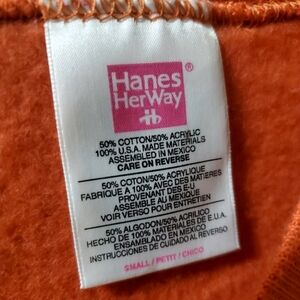 Hanes
HerWay
®
50% COTTON/50% ACRYLIC
100% U.S.A. MADE MATERIALS
ASSEMBLED IN MEXICO
CARE ON REVERSE
50% COTON/50% ACRYLIQUE
FABRIQUE A 100% AVEC DES MATIERES
PROVENANT DES E-U
ASSEMBLE AU MEXIQUE
VOIR VERSO POUR ENTRETIEN
50% ALGODON/50% ACRILICO
HECHO DE 100% MATERIALES DE E.U.A.
ENSAMBLADO EN MEXICO
INSTRUCCIONES DE CUIDADO AL REVERSO
SMALL / PETIT / CHICO